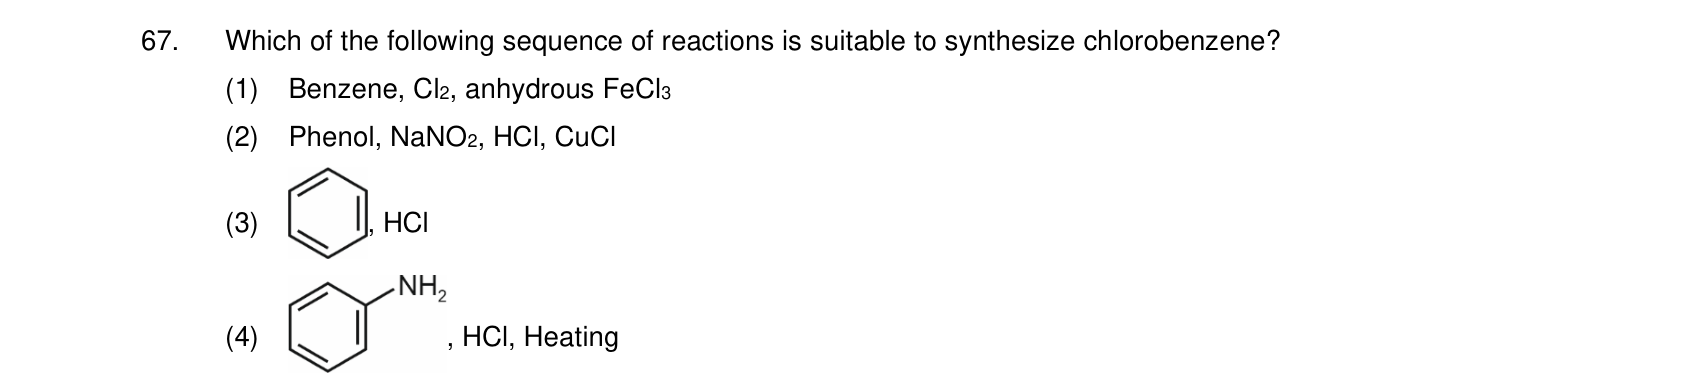 67. Which of the following sequence of reactions is suitable to synthesize chlorobenzene?
(1) Benzene, Cl₂, anhydrous FeCl₃
(2) Phenol, NaNO₂, HCl, CuCl
(3) , HCl
NH₂
(4) , HCl, Heating